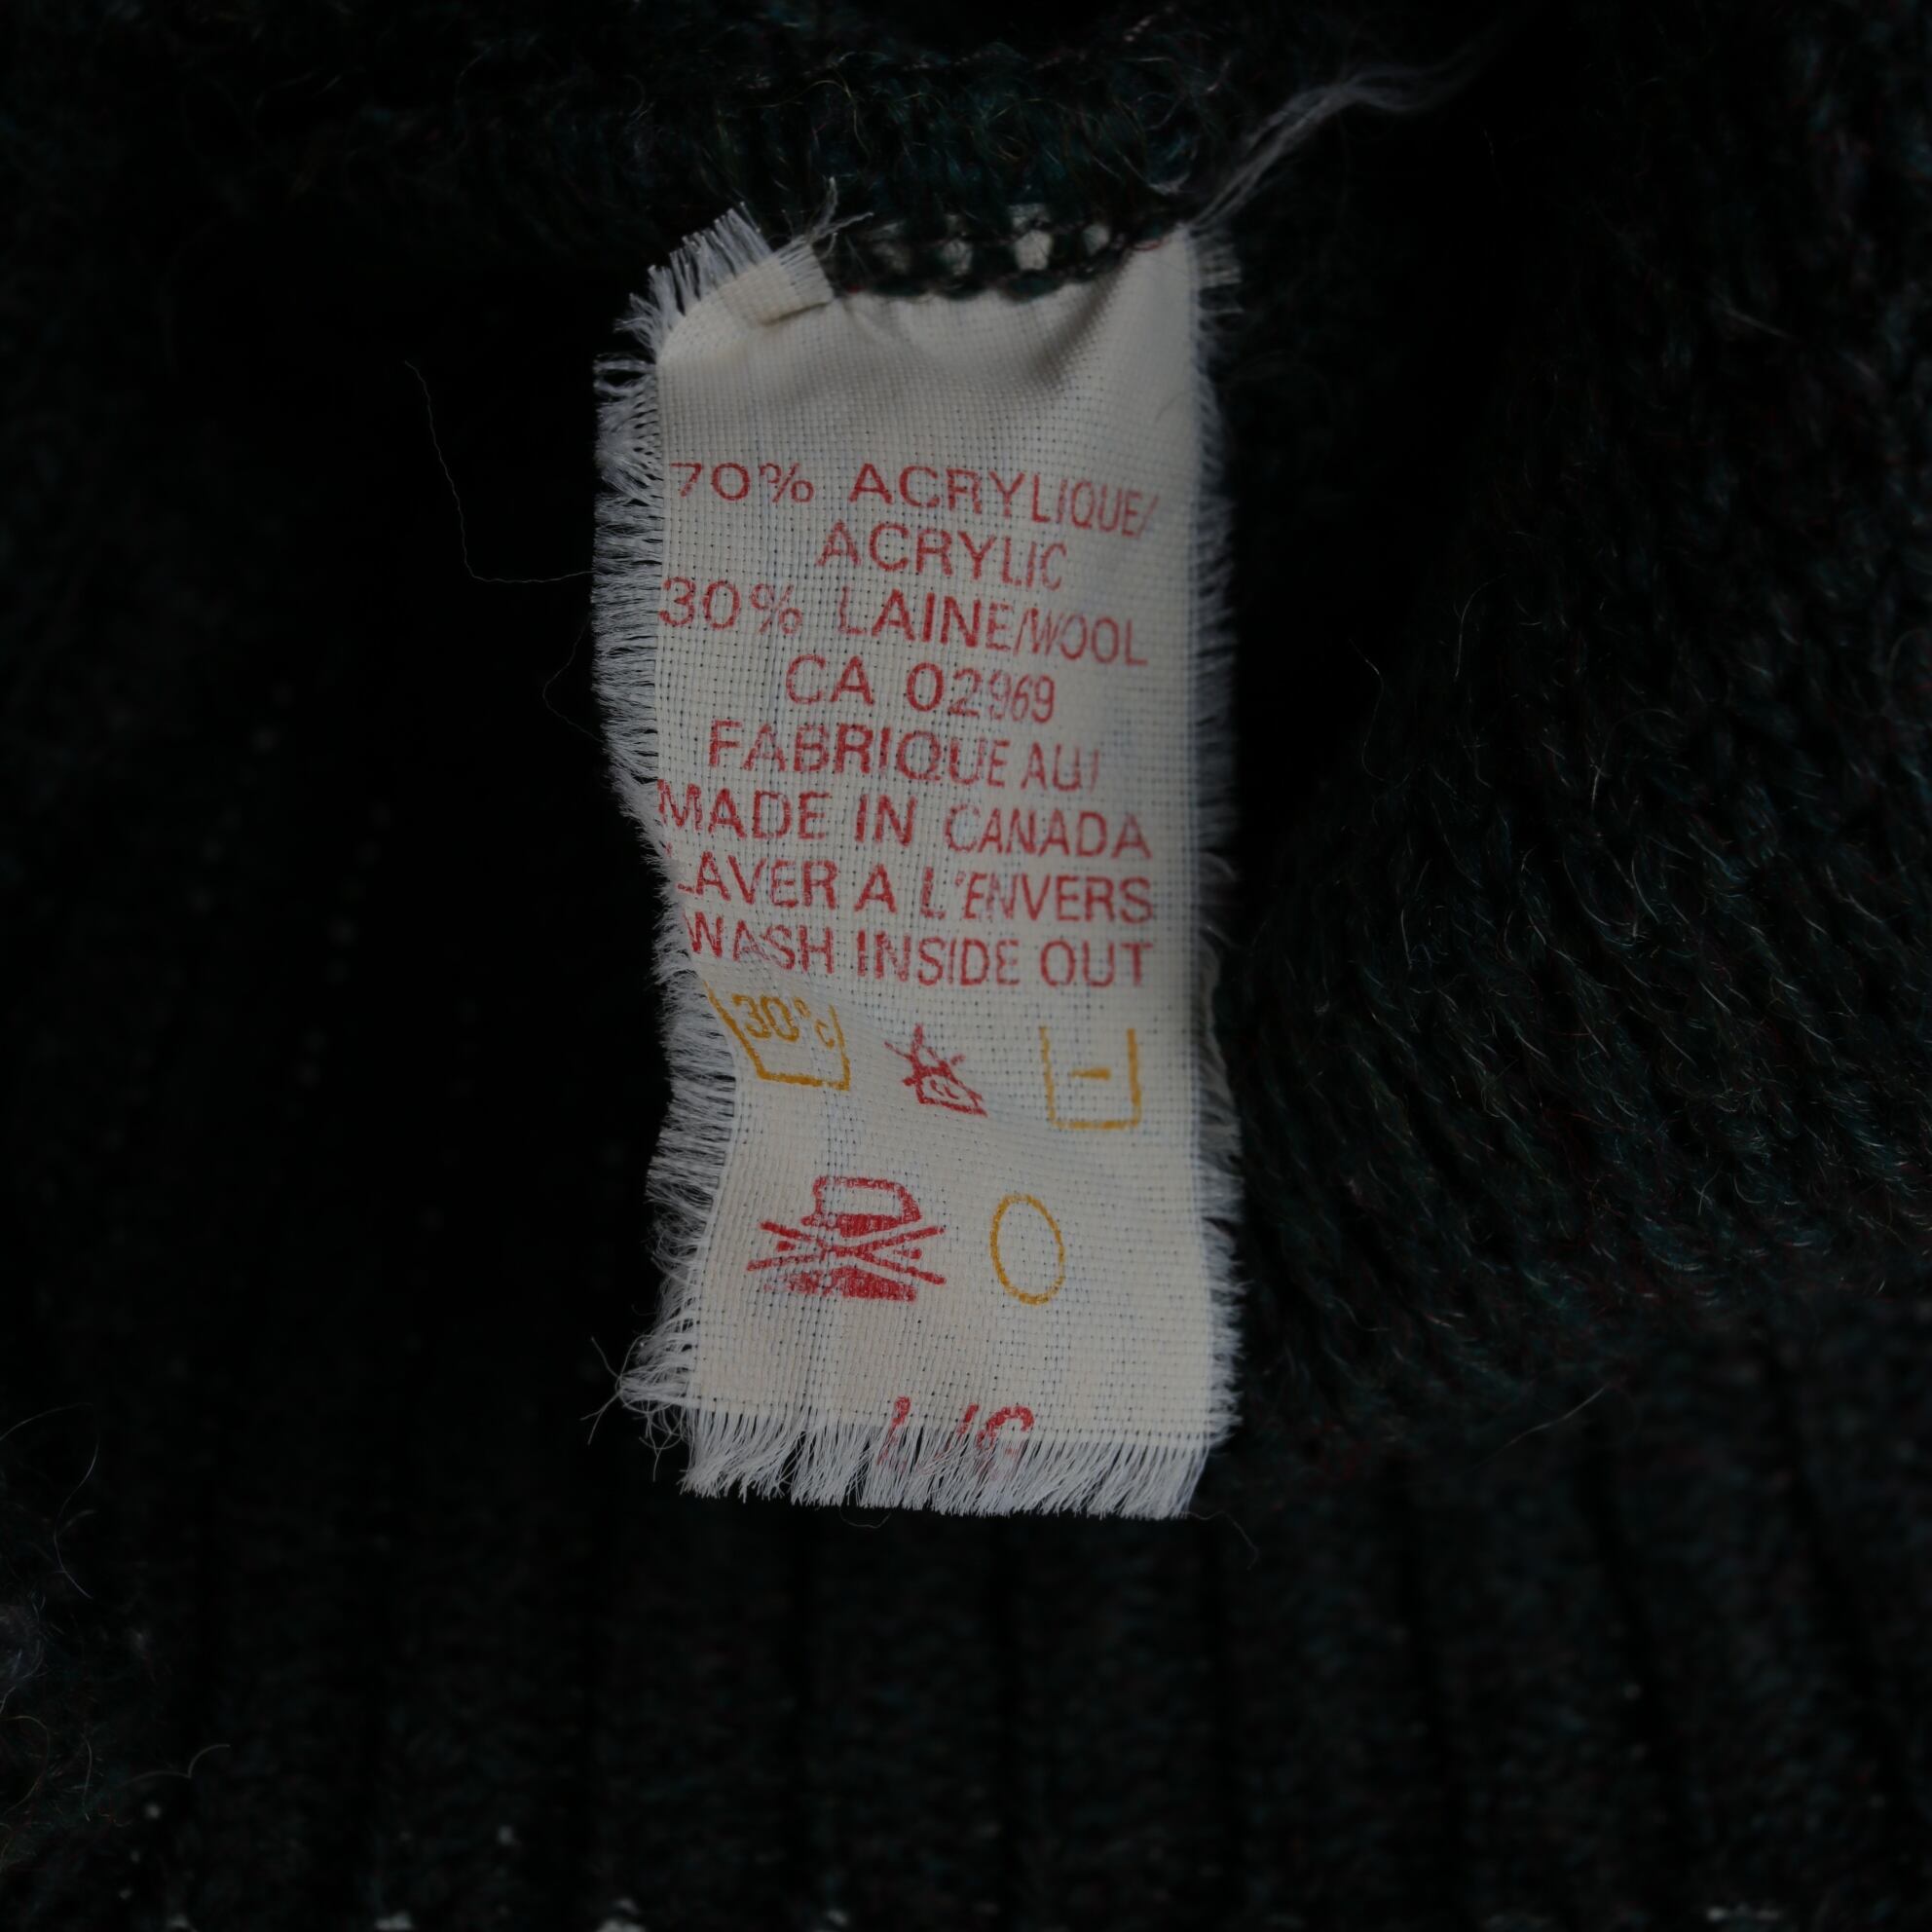 70% ACRYLIQUE/
ACRYLIC
30% LAINE/WOOL
CA 02969
FABRIQUE AU/
MADE IN CANADA
LAVER A L'ENVERS
WASH INSIDE OUT
30°C